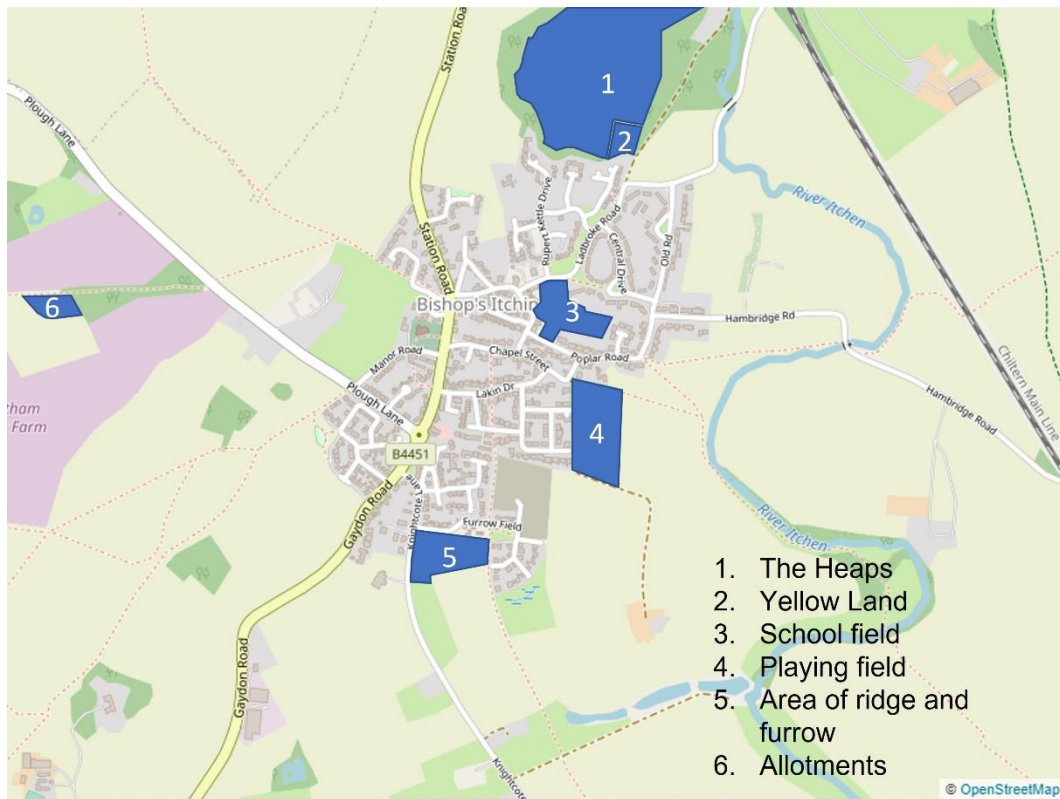 Station Road
1
Plough Lane
2
River Itchen
Rupert Kettle Drive
Ladbroke Road
Central Drive
Old Rd
Station Road
6
Bishop's Itchin
3
Hambridge Rd
Manor Road
Chapel Street
Poplar Road
Chiltern Main Line
Lakin Dr
Plough Lane
Hambridge Road
tham
Farm
4
B4451
Gaydon Road
Knightcote Lane
Furrow Field
River Itchen
5
1. The Heaps
2. Yellow Land
3. School field
4. Playing field
5. Area of ridge and
furrow
6. Allotments
Gaydon Road
Knightcote
© OpenStreetMap